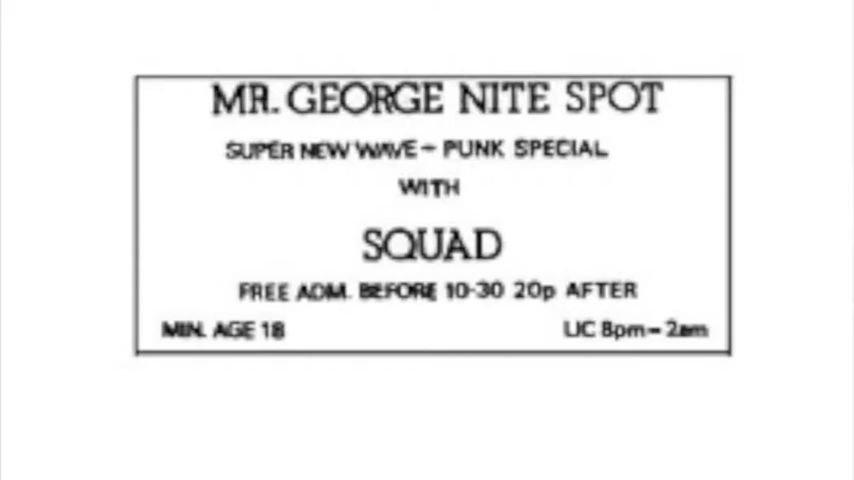 MR. GEORGE NITE SPOT
SUPER NEW WAVE - PUNK SPECIAL
WITH
SQUAD
FREE ADM. BEFORE 10-30 20p AFTER
MIN. AGE 18
LIC 8pm - 2am